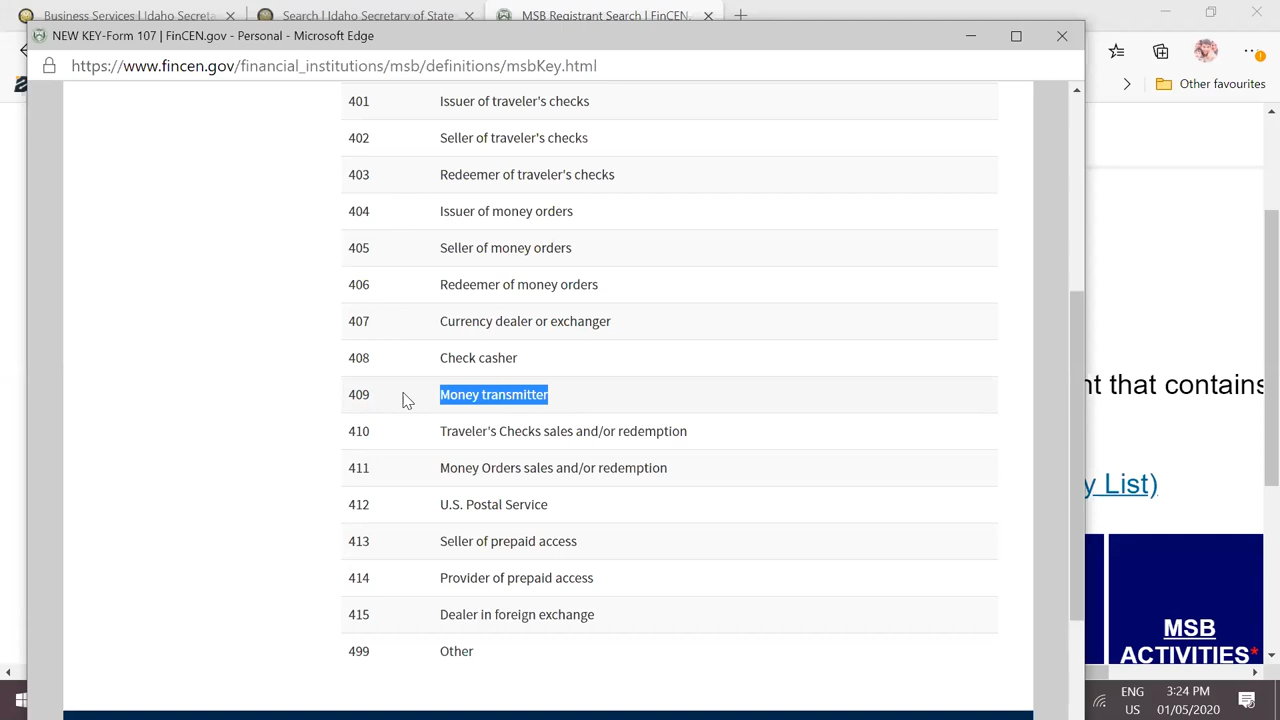 Business Services | Idaho Secreta
Search | Idaho Secretary of State
MSB Registrant Search | FinCEN.
NEW KEY-Form 107 | FinCEN.gov - Personal - Microsoft Edge
https://www.fincen.gov/financial_institutions/msb/definitions/msbKey.html
Other favourites
401 Issuer of traveler's checks
402 Seller of traveler's checks
403 Redeemer of traveler's checks
404 Issuer of money orders
405 Seller of money orders
406 Redeemer of money orders
407 Currency dealer or exchanger
408 Check casher
409 Money transmitter
410 Traveler's Checks sales and/or redemption
411 Money Orders sales and/or redemption
412 U.S. Postal Service
413 Seller of prepaid access
414 Provider of prepaid access
415 Dealer in foreign exchange
499 Other
nt that contains
y List)
MSB
ACTIVITIES*
ENG
US
3:24 PM
01/05/2020